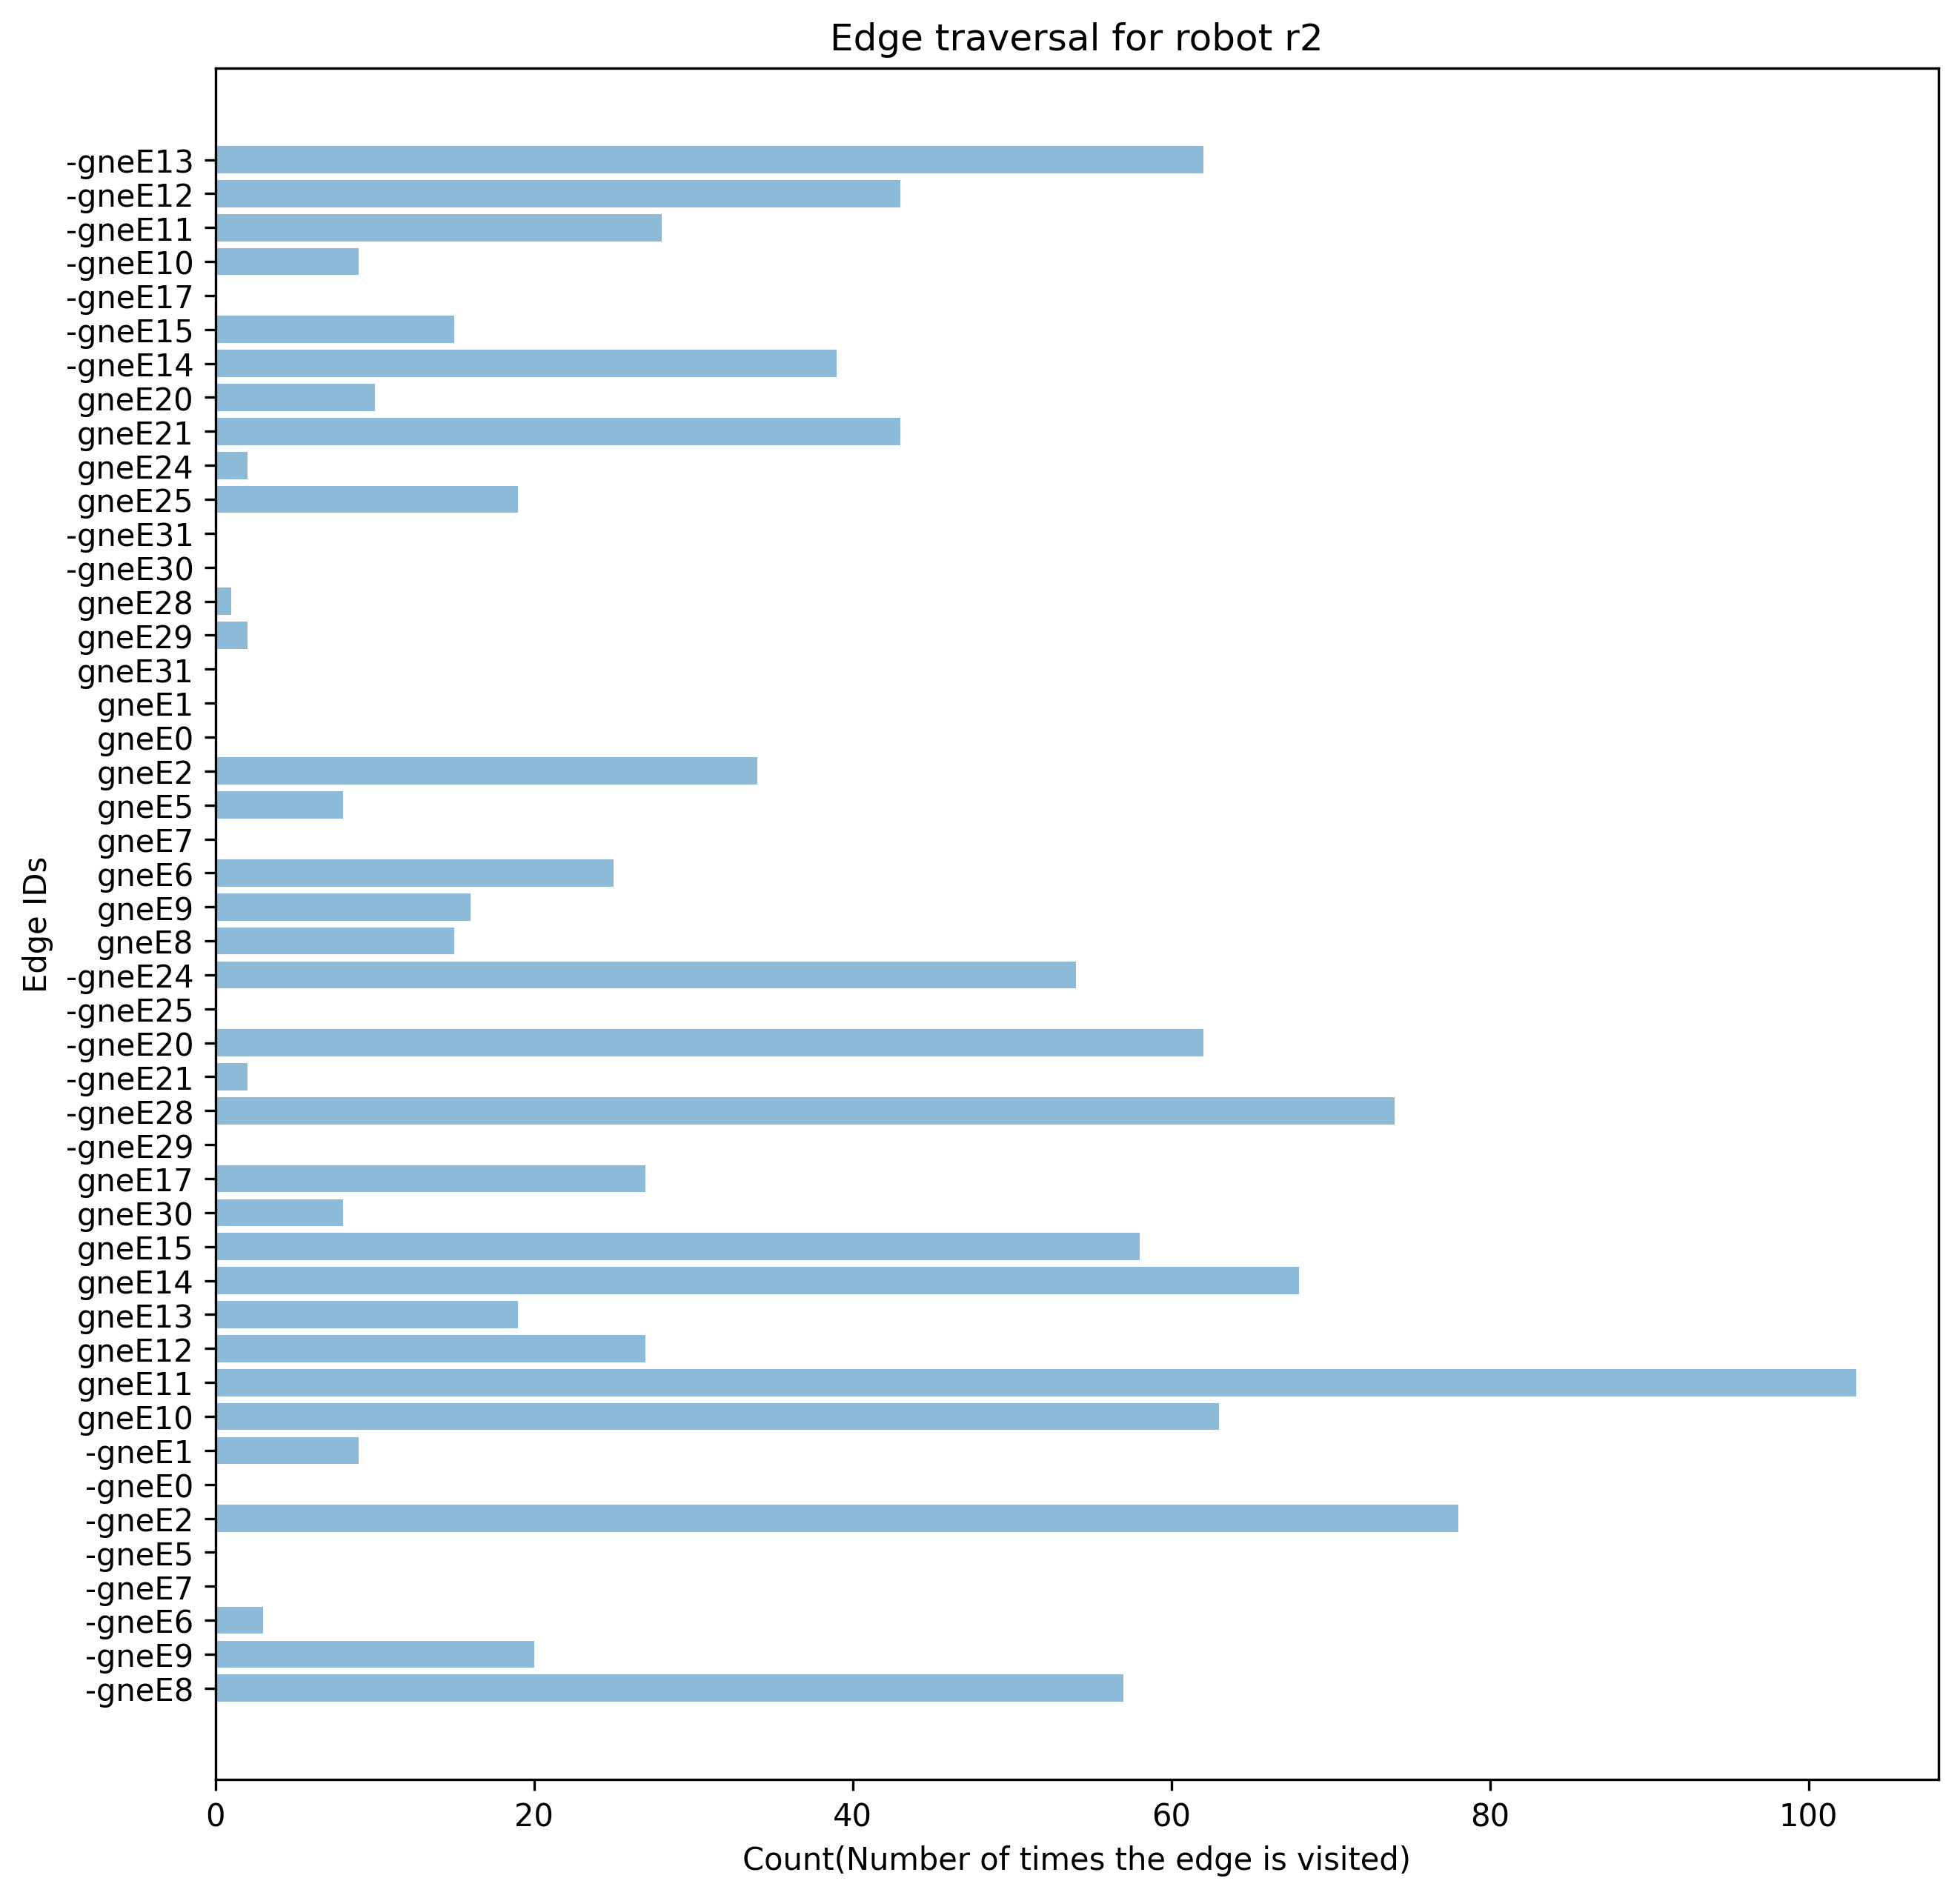 Edge traversal for robot r2
-gneE13
-gneE12
-gneE11
-gneE10
-gneE17
-gneE15
-gneE14
gneE20
gneE21
gneE24
gneE25
-gneE31
-gneE30
gneE28
gneE29
gneE31
gneE1
gneE0
gneE2
gneE5
gneE7
gneE6
gneE9
gneE8
-gneE24
-gneE25
-gneE20
-gneE21
-gneE28
-gneE29
gneE17
gneE30
gneE15
gneE14
gneE13
gneE12
gneE11
gneE10
-gneE1
-gneE0
-gneE2
-gneE5
-gneE7
-gneE6
-gneE9
-gneE8
Edge IDs
0 20 40 60 80 100
Count(Number of times the edge is visited)